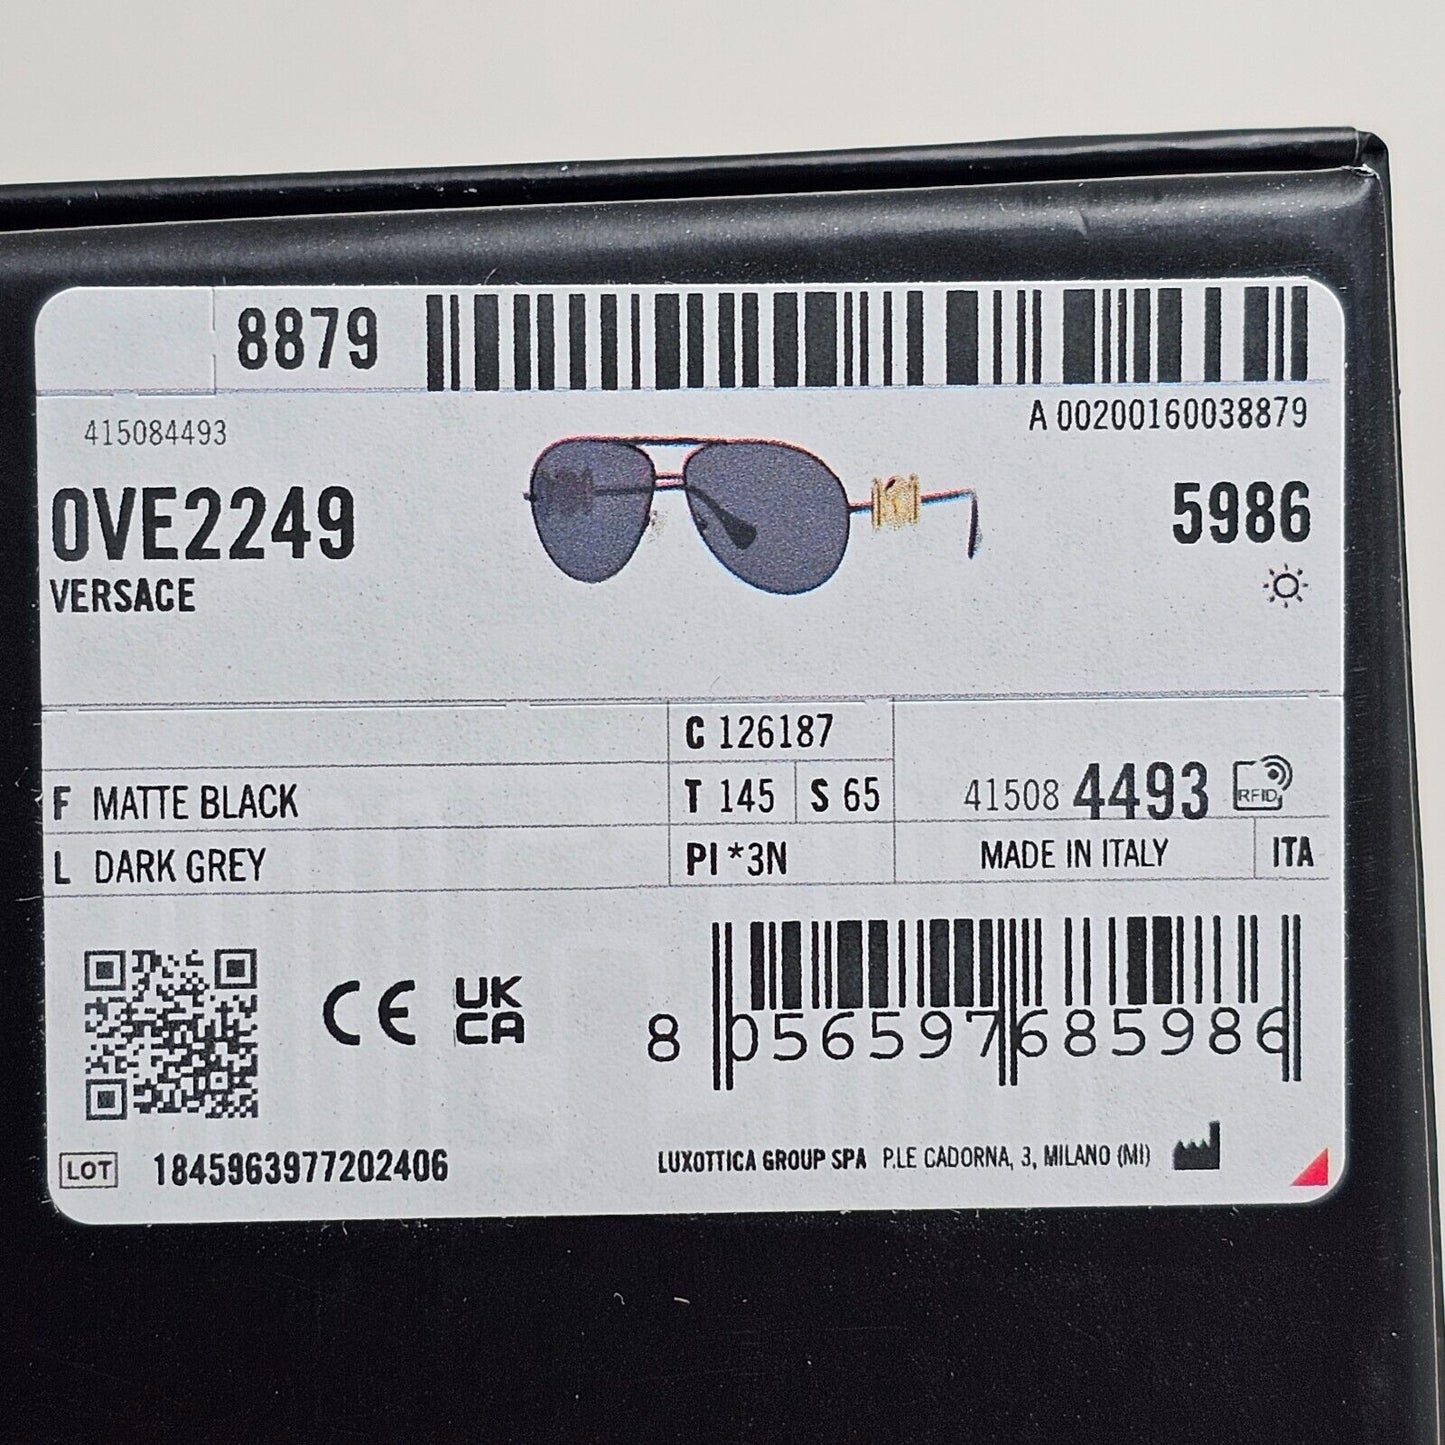 8879
A 00200160038879
415084493
0VE2249
5986
VERSACE
C 126187
F MATTE BLACK
T 145
S 65
41508 4493
RFID
L DARK GREY
PI *3N
MADE IN ITALY
ITA
CE
UK
CA
8 056597 685986
LOT 1845963977202406
LUXOTTICA GROUP SPA P.LE CADORNA, 3, MILANO (MI)